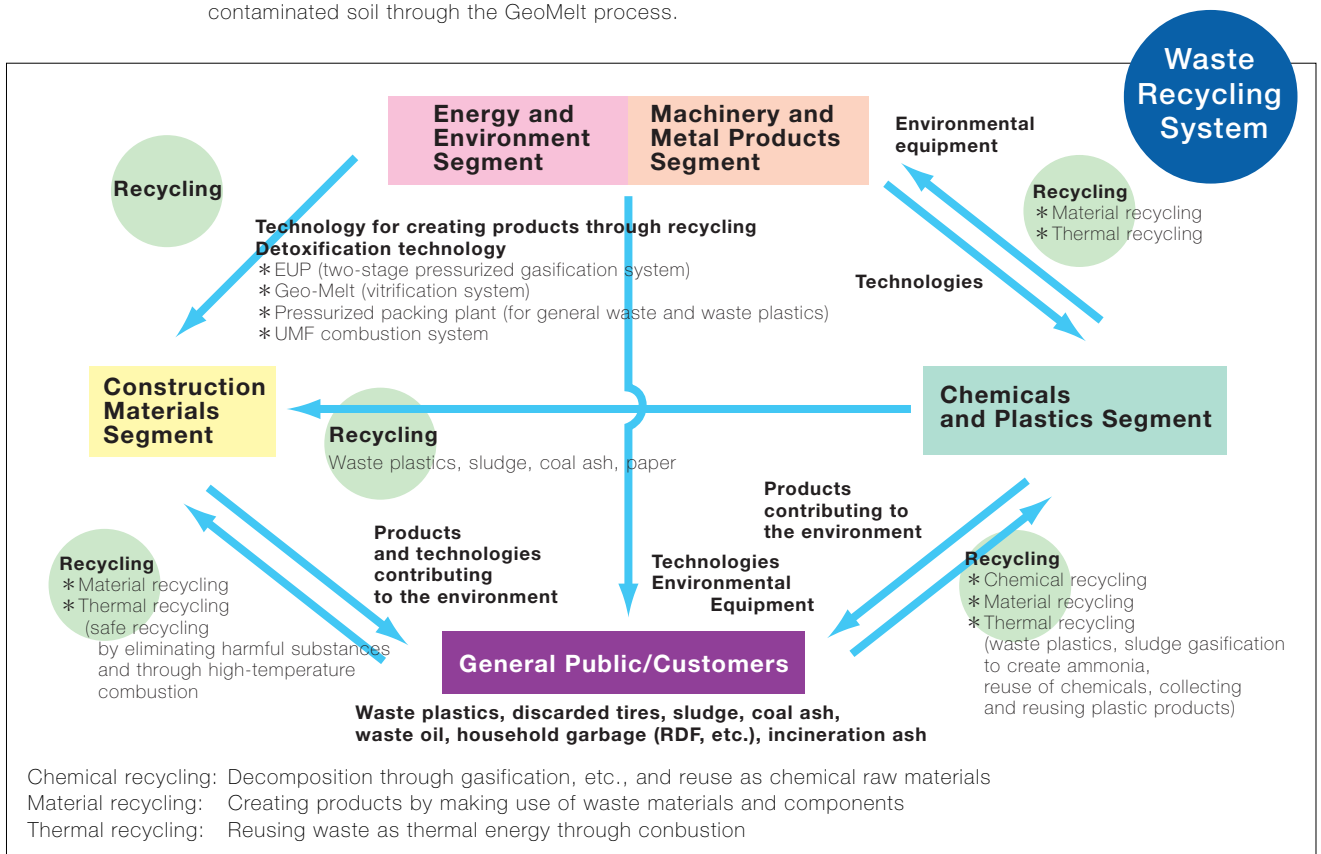 contaminated soil through the GeoMelt process.
Waste
Recycling
System
Energy and
Environment
Segment
Machinery and
Metal Products
Segment
Environmental
equipment
Recycling
Recycling
＊Material recycling
＊Thermal recycling
Technology for creating products through recycling
Detoxification technology
＊EUP (two-stage pressurized gasification system)
＊Geo-Melt (vitrification system)
＊Pressurized packing plant (for general waste and waste plastics)
＊UMF combustion system
Technologies
Construction
Materials
Segment
Chemicals
and Plastics Segment
Recycling
Waste plastics, sludge, coal ash, paper
Products
and technologies
contributing
to the environment
Products
contributing to
the environment
Technologies
Environmental
Equipment
Recycling
＊Material recycling
＊Thermal recycling
(safe recycling
by eliminating harmful substances
and through high-temperature
combustion
Recycling
＊Chemical recycling
＊Material recycling
＊Thermal recycling
(waste plastics, sludge gasification
to create ammonia,
reuse of chemicals, collecting
and reusing plastic products)
General Public/Customers
Waste plastics, discarded tires, sludge, coal ash,
waste oil, household garbage (RDF, etc.), incineration ash
Chemical recycling: Decomposition through gasification, etc., and reuse as chemical raw materials
Material recycling: Creating products by making use of waste materials and components
Thermal recycling: Reusing waste as thermal energy through conbustion